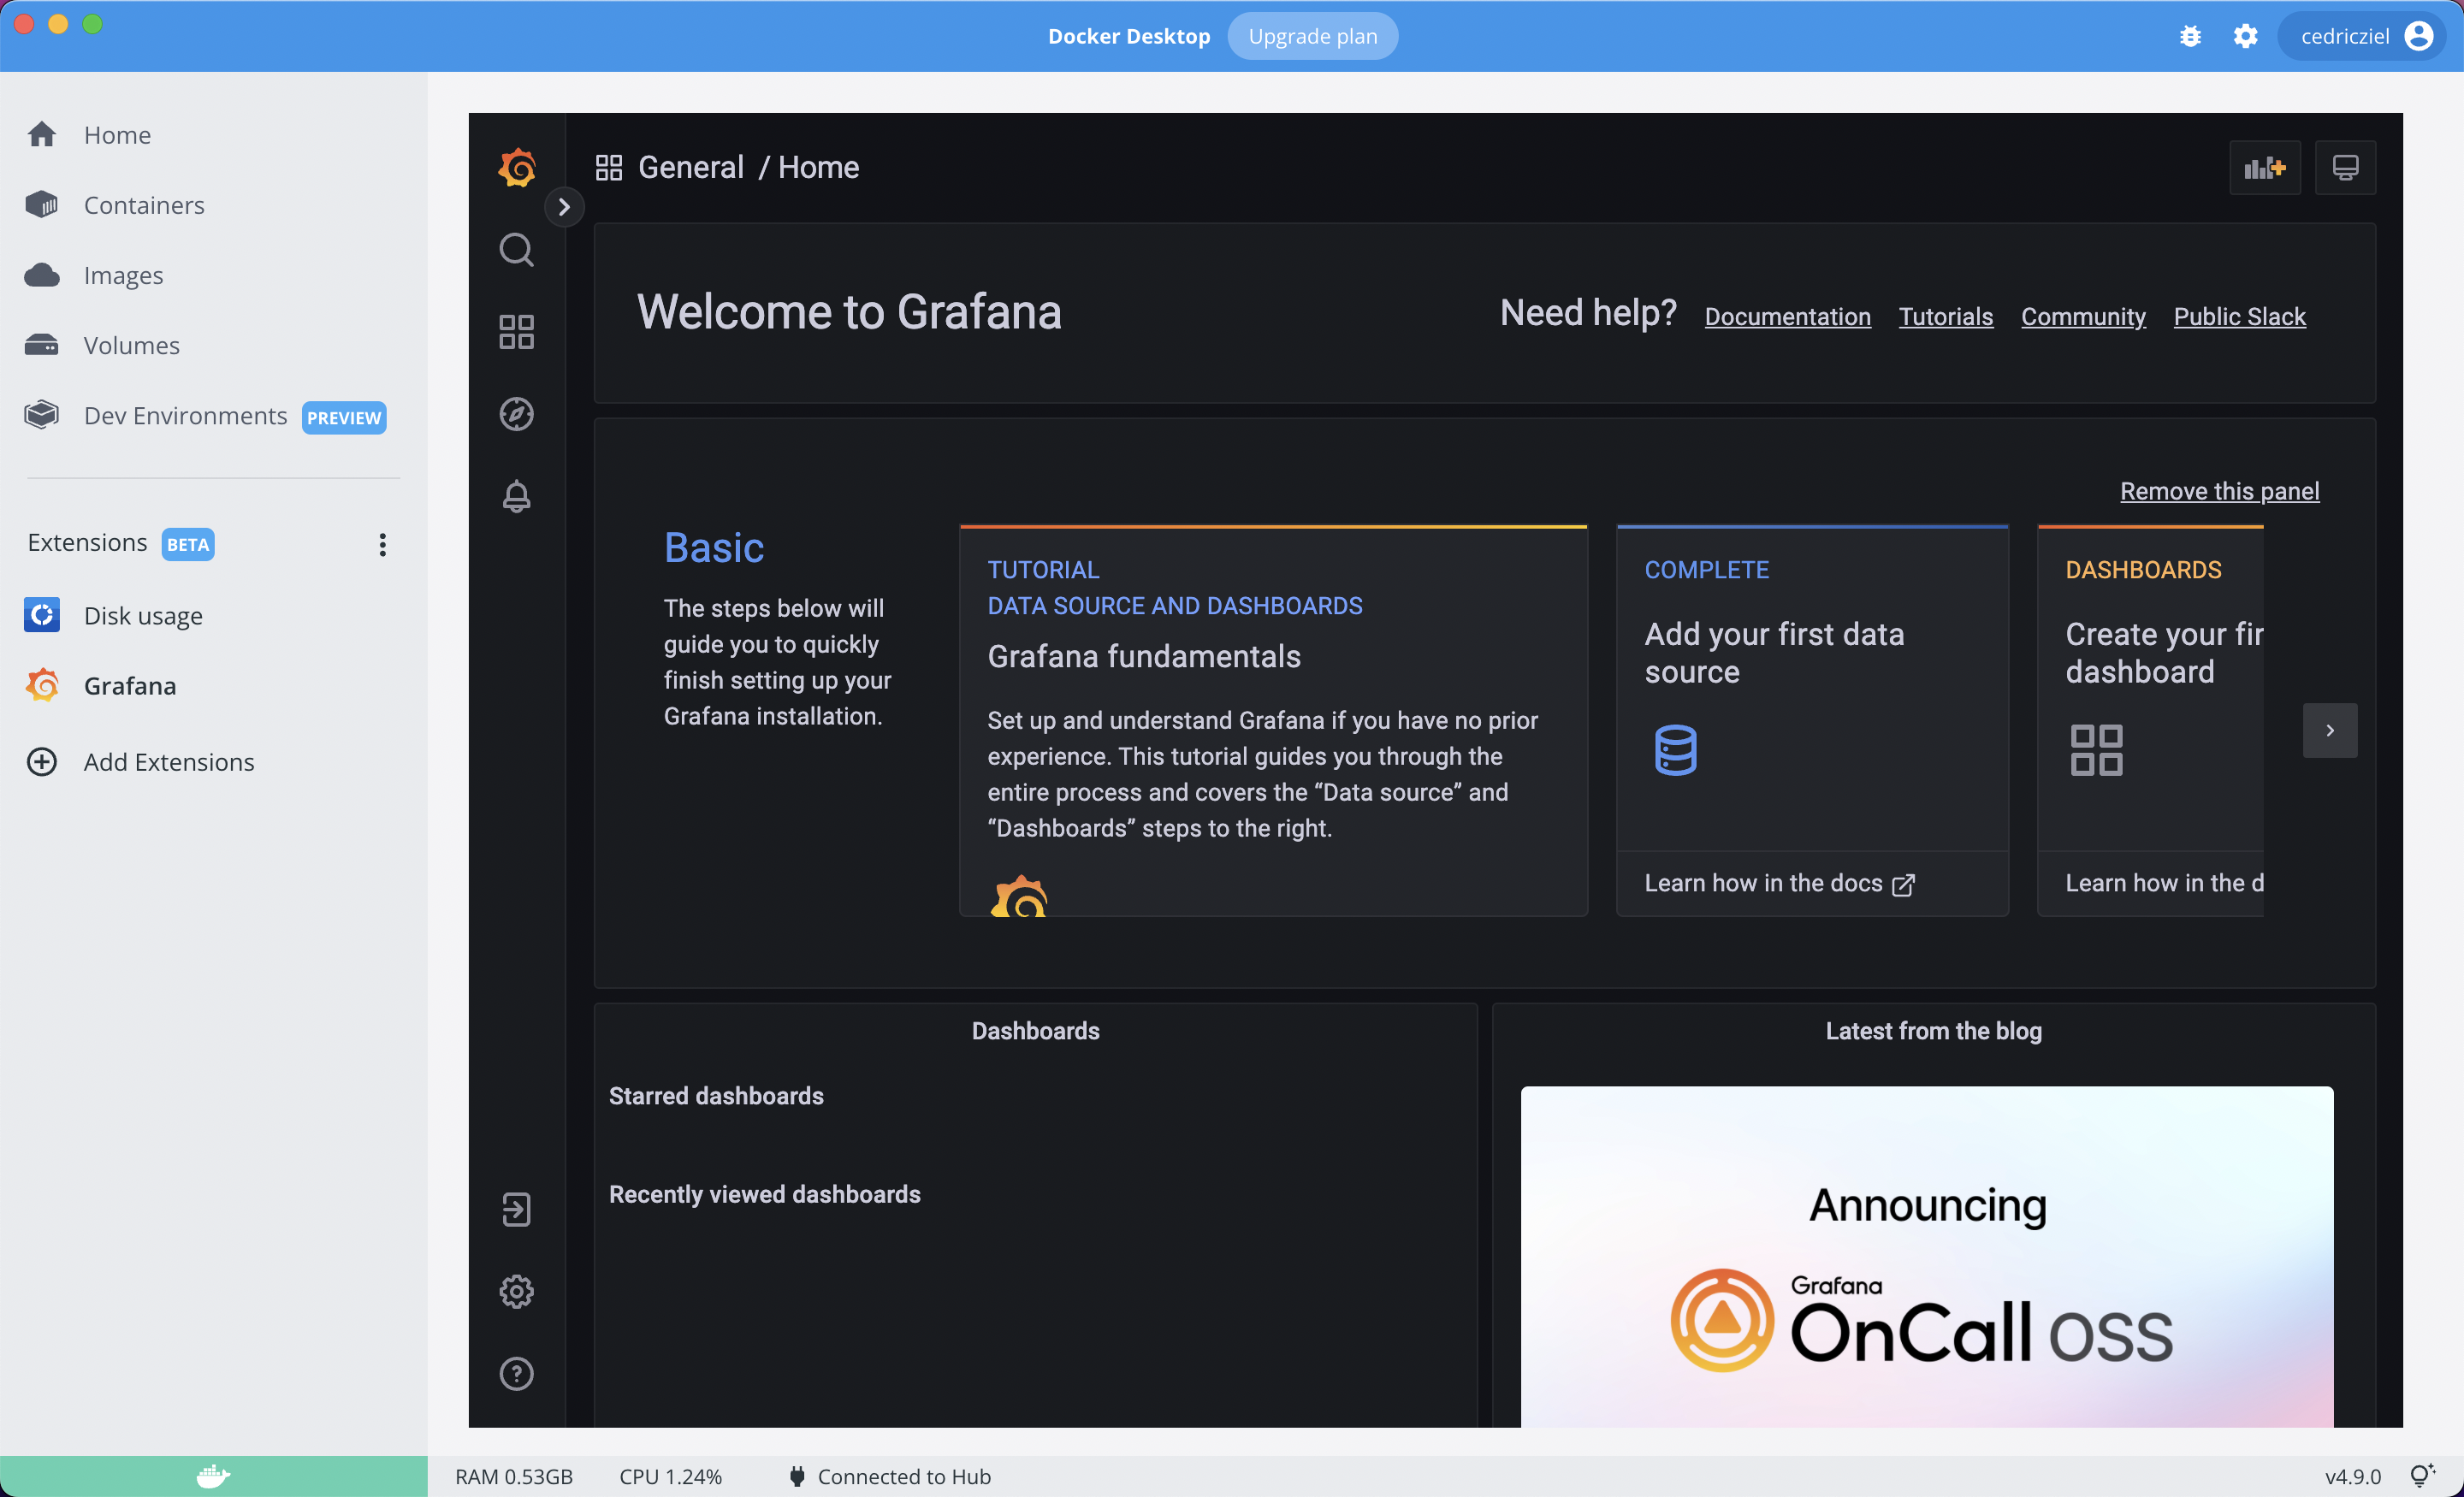 Docker Desktop
Upgrade plan
cedricziel
Home
Containers
Images
Volumes
Dev Environments PREVIEW
Extensions BETA
Disk usage
Grafana
Add Extensions
General / Home
Welcome to Grafana
Need help? Documentation Tutorials Community Public Slack
Remove this panel
Basic
The steps below will
guide you to quickly
finish setting up your
Grafana installation.
TUTORIAL
DATA SOURCE AND DASHBOARDS
Grafana fundamentals
Set up and understand Grafana if you have no prior
experience. This tutorial guides you through the
entire process and covers the “Data source” and
“Dashboards” steps to the right.
COMPLETE
Add your first data
source
Learn how in the docs
DASHBOARDS
Create your fir
dashboard
Learn how in the d
Dashboards
Starred dashboards
Recently viewed dashboards
Latest from the blog
Announcing
Grafana
OnCall OSS
RAM 0.53GB CPU 1.24% Connected to Hub
v4.9.0